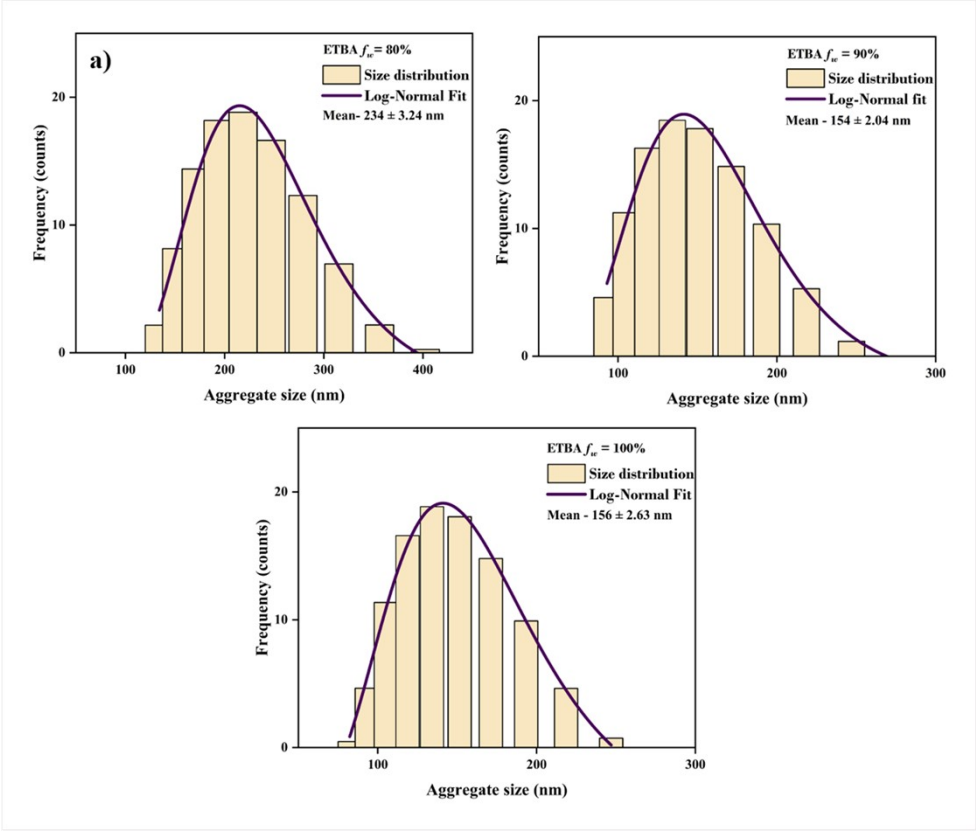 a)
ETBA fw = 80%
Size distribution
Log-Normal Fit
Mean- 234 ± 3.24 nm
Frequency (counts)
20
10
0
100
200
300
400
Aggregate size (nm)
ETBA fw = 90%
Size distribution
Log-Normal fit
Mean - 154 ± 2.04 nm
Frequency (counts)
20
10
0
100
200
300
Aggregate size (nm)
ETBA fw = 100%
Size distribution
Log-Normal Fit
Mean - 156 ± 2.63 nm
Frequency (counts)
20
10
0
100
200
300
Aggregate size (nm)